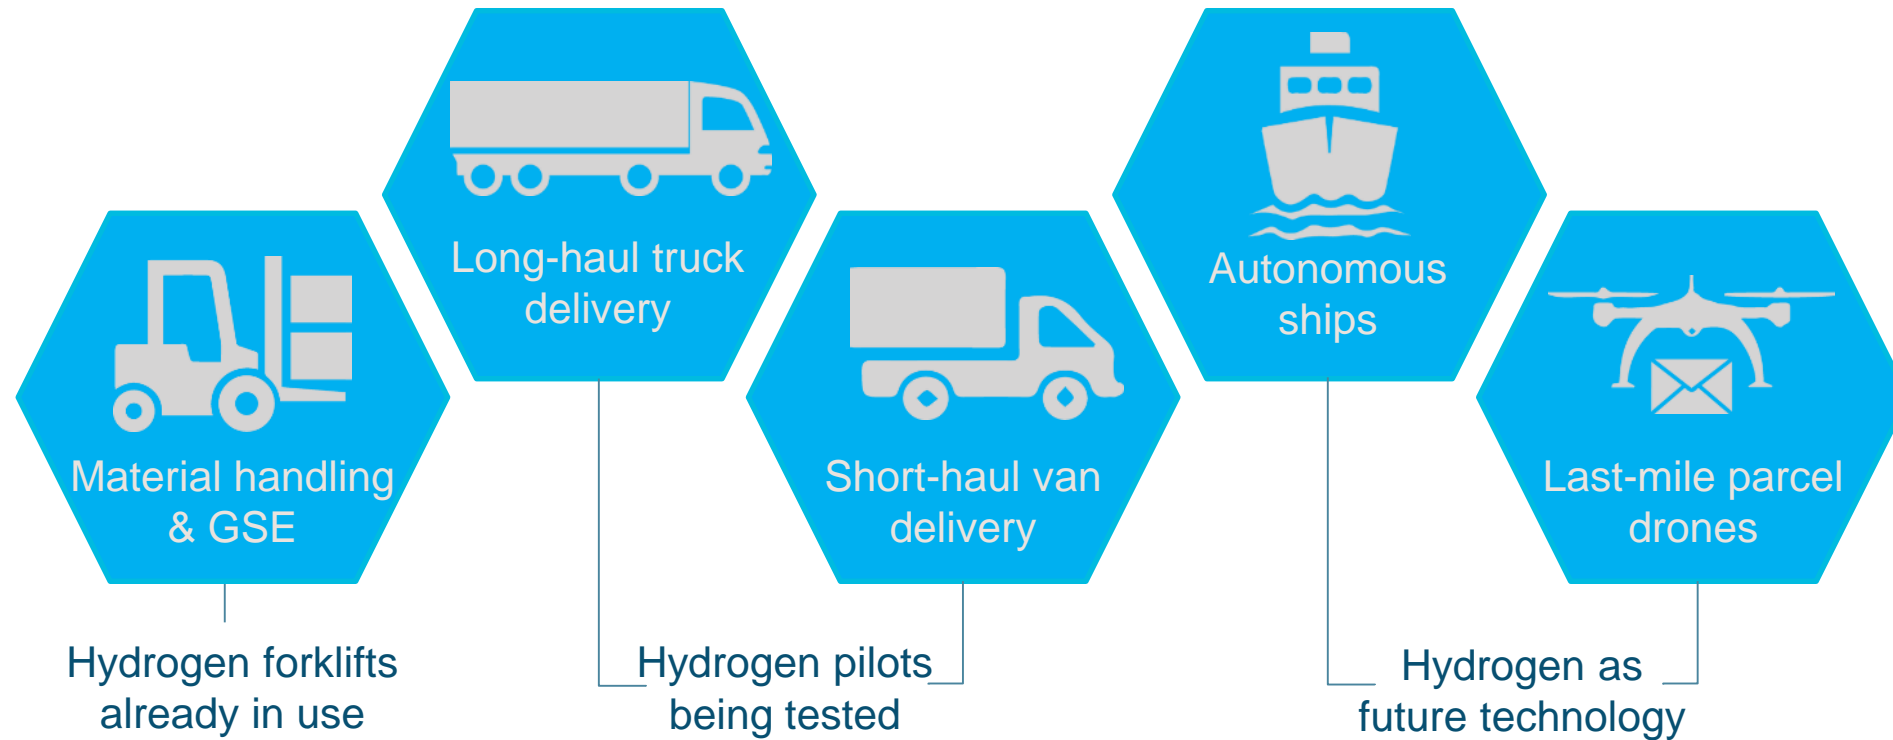 Long-haul truck
delivery
Autonomous
ships
Material handling
& GSE
Short-haul van
delivery
Last-mile parcel
drones
Hydrogen forklifts
already in use
Hydrogen pilots
being tested
Hydrogen as
future technology